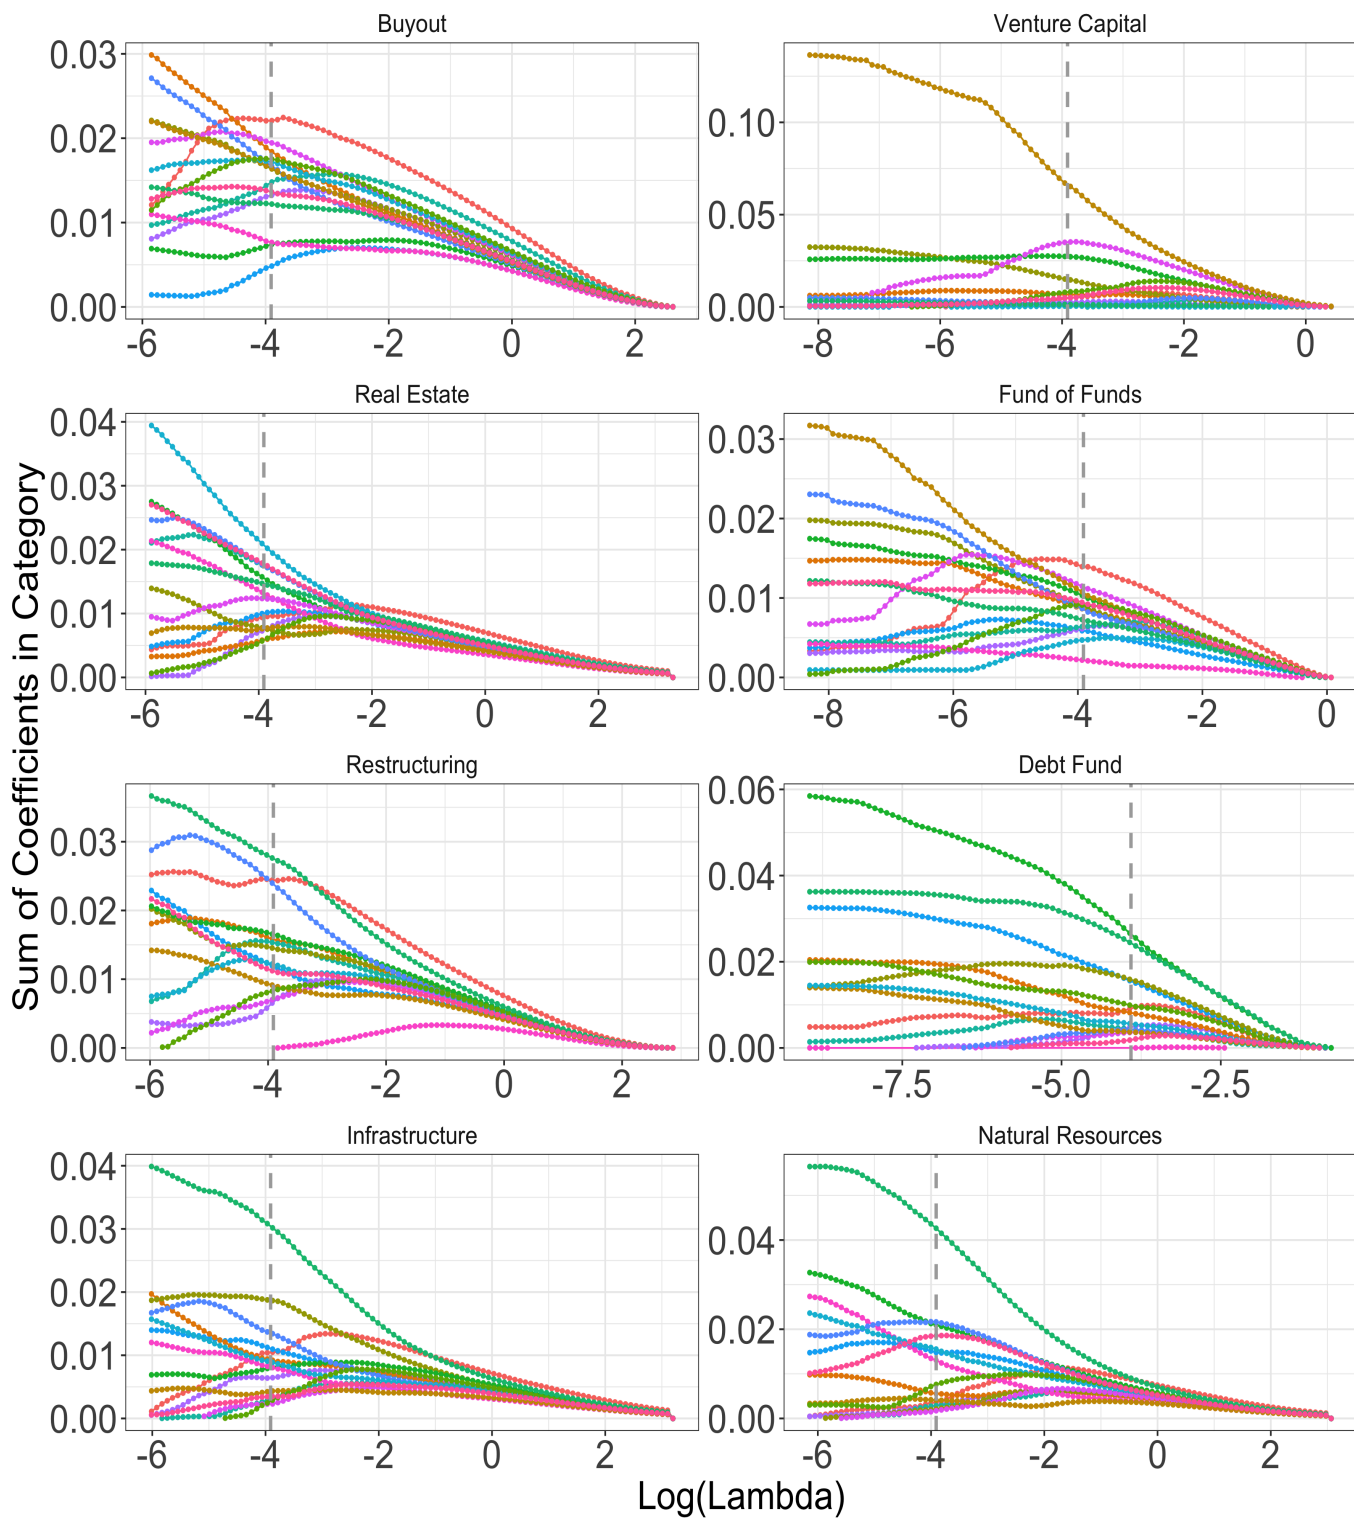 Buyout
Venture Capital
0.03
0.02
0.01
0.00
-6 -4 -2 0 2
0.10
0.05
0.00
-8 -6 -4 -2 0
Real Estate
Fund of Funds
0.04
0.03
0.02
0.01
0.00
-6 -4 -2 0 2
0.03
0.02
0.01
0.00
-8 -6 -4 -2 0
Sum of Coefficients in Category
Restructuring
Debt Fund
0.03
0.02
0.01
0.00
-6 -4 -2 0 2
0.06
0.04
0.02
0.00
-7.5 -5.0 -2.5
Infrastructure
Natural Resources
0.04
0.03
0.02
0.01
0.00
-6 -4 -2 0 2
0.04
0.02
0.00
-6 -4 -2 0 2
Log(Lambda)